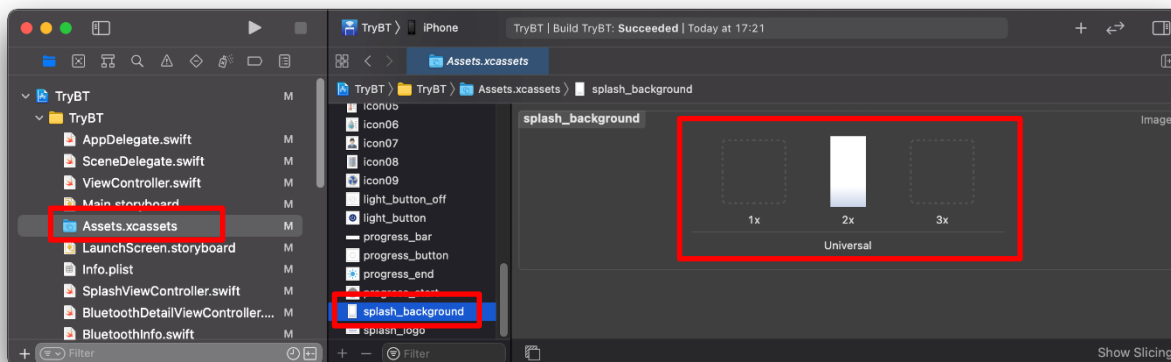 TryBT 〉 iPhone
TryBT | Build TryBT: Succeeded | Today at 17:21
Assets.xcassets
TryBT 〉 TryBT 〉 Assets.xcassets 〉 splash_background
TryBT M
TryBT
AppDelegate.swift M
SceneDelegate.swift M
ViewController.swift M
Main.storyboard M
Assets.xcassets M
LaunchScreen.storyboard M
Info.plist M
SplashViewController.swift M
BluetoothDetailViewController.... M
BluetoothInfo.swift M
Filter
icon05
icon06
icon07
icon08
icon09
light_button_off
light_button
progress_bar
progress_button
progress_end
progress_start
splash_background
splash_logo
Filter
splash_background
Image
1x 2x 3x
Universal
Show Slicing